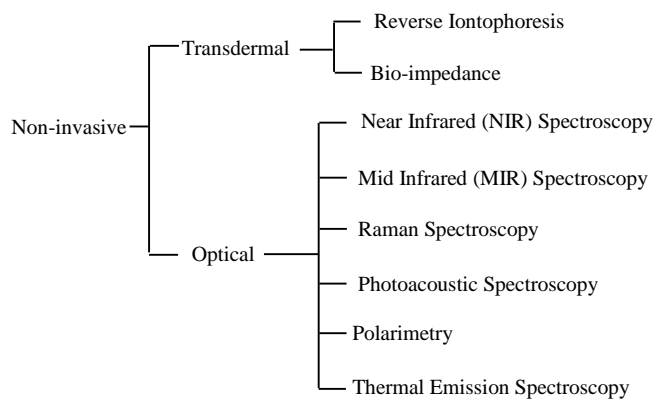 Reverse Iontophoresis
Transdermal
Bio-impedance
Non-invasive
Near Infrared (NIR) Spectroscopy
Mid Infrared (MIR) Spectroscopy
Raman Spectroscopy
Optical
Photoacoustic Spectroscopy
Polarimetry
Thermal Emission Spectroscopy